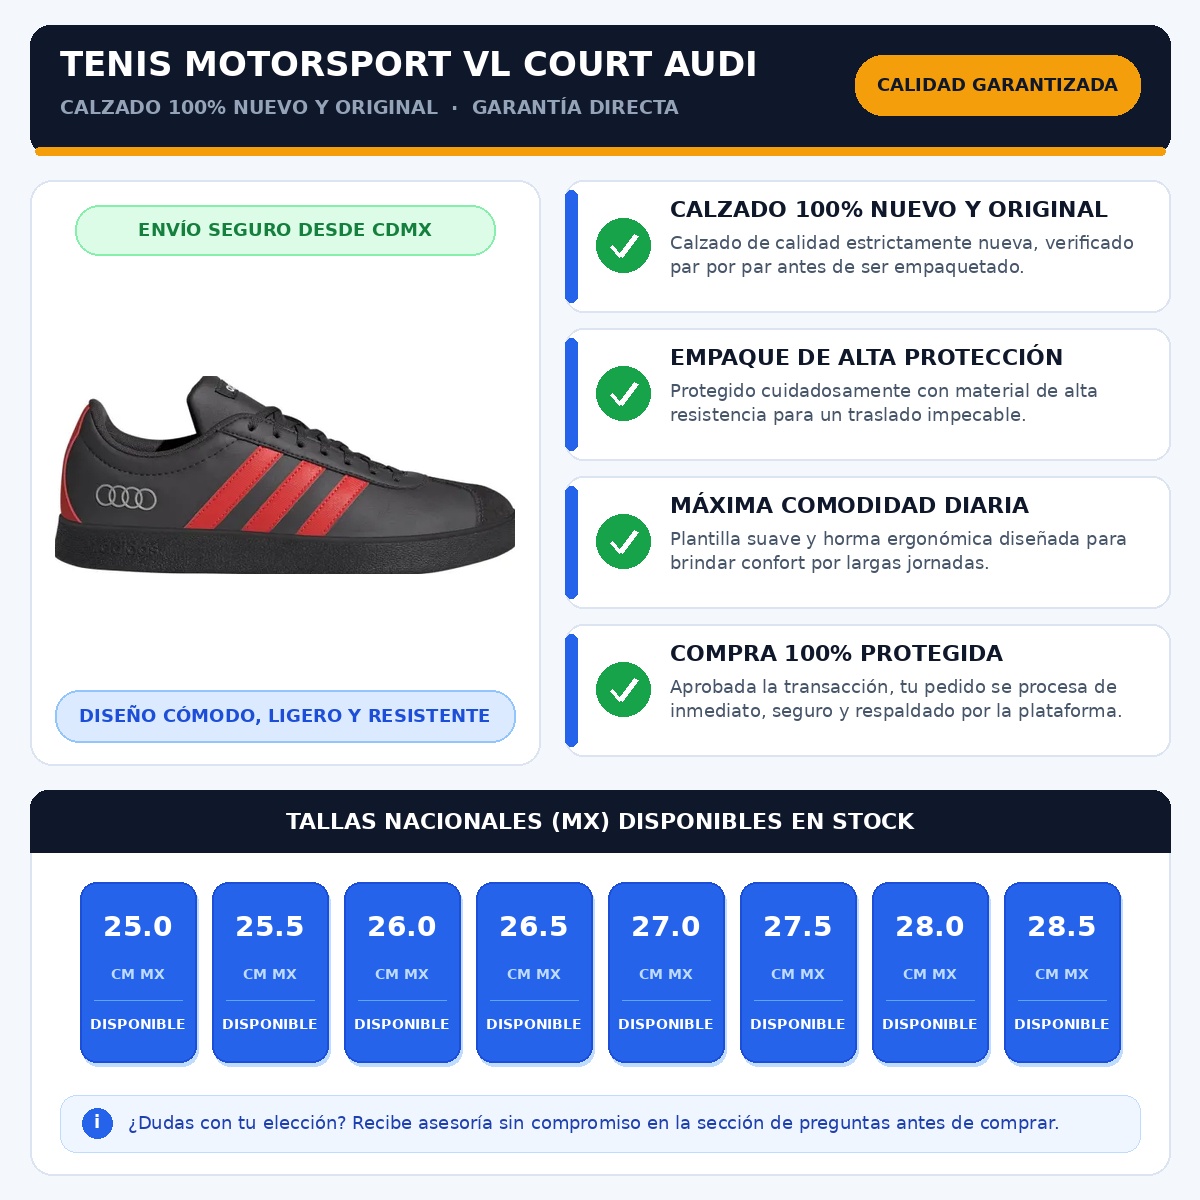 TENIS MOTORSPORT VL COURT AUDI
CALZADO 100% NUEVO Y ORIGINAL · GARANTÍA DIRECTA
CALIDAD GARANTIZADA
ENVÍO SEGURO DESDE CDMX
adidas
DISEÑO CÓMODO, LIGERO Y RESISTENTE
CALZADO 100% NUEVO Y ORIGINAL
Calzado de calidad estrictamente nueva, verificado
par por par antes de ser empaquetado.
EMPAQUE DE ALTA PROTECCIÓN
Protegido cuidadosamente con material de alta
resistencia para un traslado impecable.
MÁXIMA COMODIDAD DIARIA
Plantilla suave y horma ergonómica diseñada para
brindar confort por largas jornadas.
COMPRA 100% PROTEGIDA
Aprobada la transacción, tu pedido se procesa de
inmediato, seguro y respaldado por la plataforma.
TALLAS NACIONALES (MX) DISPONIBLES EN STOCK
25.0 25.5 26.0 26.5 27.0 27.5 28.0 28.5
CM MX CM MX CM MX CM MX CM MX CM MX CM MX CM MX
DISPONIBLE DISPONIBLE DISPONIBLE DISPONIBLE DISPONIBLE DISPONIBLE DISPONIBLE DISPONIBLE
i ¿Dudas con tu elección? Recibe asesoría sin compromiso en la sección de preguntas antes de comprar.